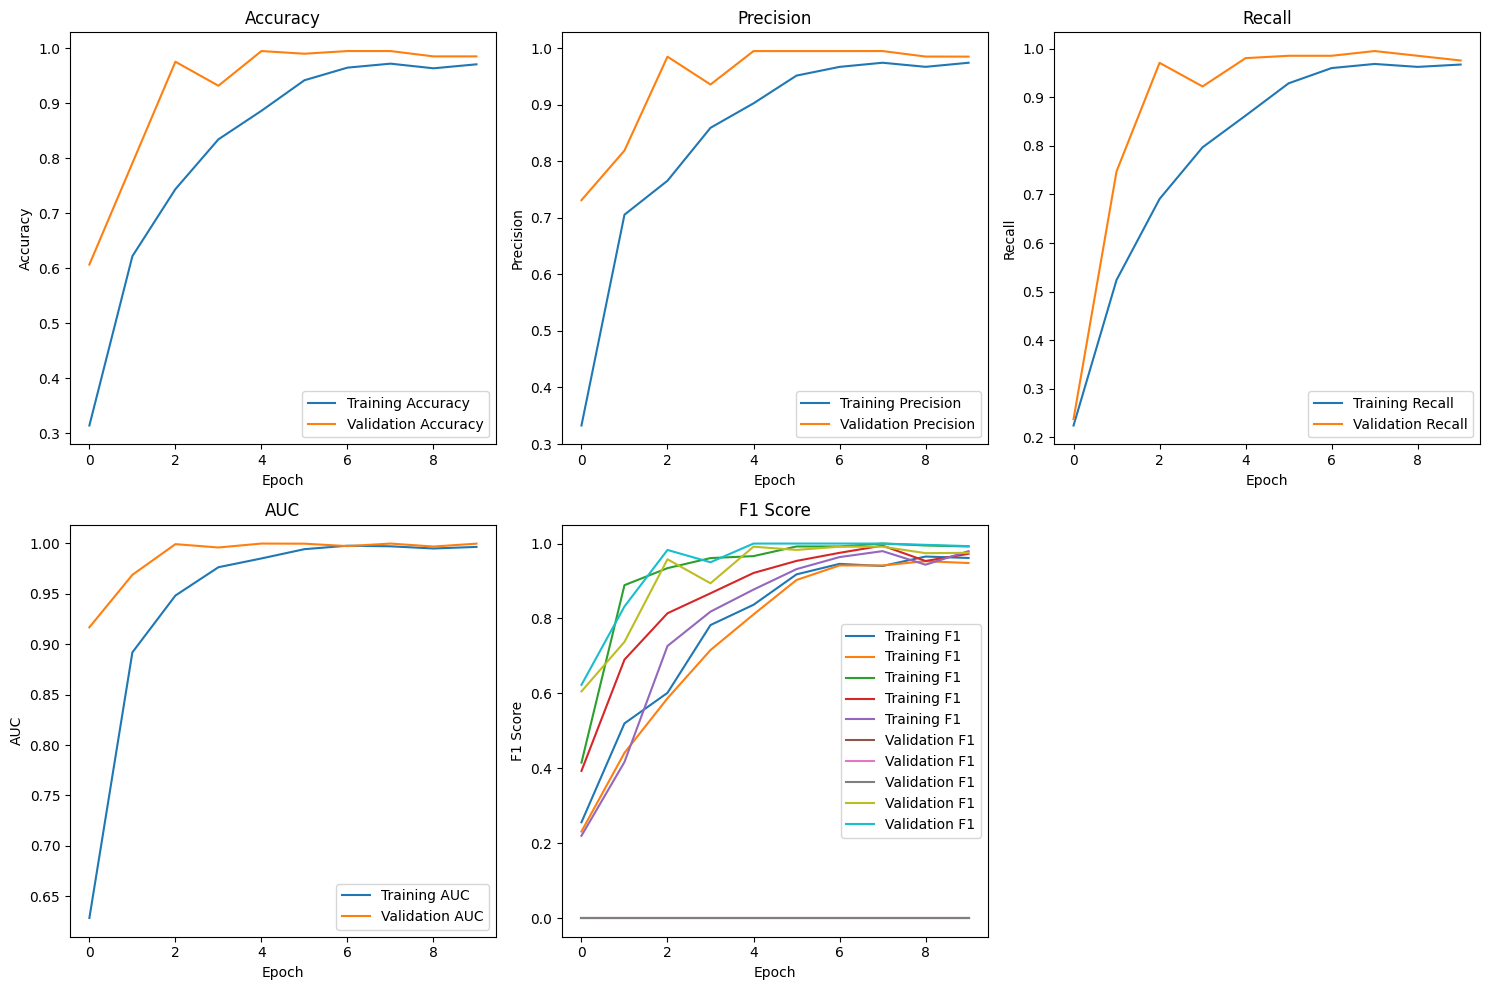 Accuracy
1.0
0.9
0.8
0.7
0.6
0.5
0.4
0.3
Accuracy
Training Accuracy
Validation Accuracy
0 2 4 6 8
Epoch
Precision
1.0
0.9
0.8
0.7
0.6
0.5
0.4
0.3
Precision
Training Precision
Validation Precision
0 2 4 6 8
Epoch
Recall
1.0
0.9
0.8
0.7
0.6
0.5
0.4
0.3
0.2
Recall
Training Recall
Validation Recall
0 2 4 6 8
Epoch
AUC
1.00
0.95
0.90
0.85
0.80
0.75
0.70
0.65
AUC
Training AUC
Validation AUC
0 2 4 6 8
Epoch
F1 Score
1.0
0.8
0.6
0.4
0.2
0.0
F1 Score
Training F1
Training F1
Training F1
Training F1
Training F1
Validation F1
Validation F1
Validation F1
Validation F1
Validation F1
0 2 4 6 8
Epoch